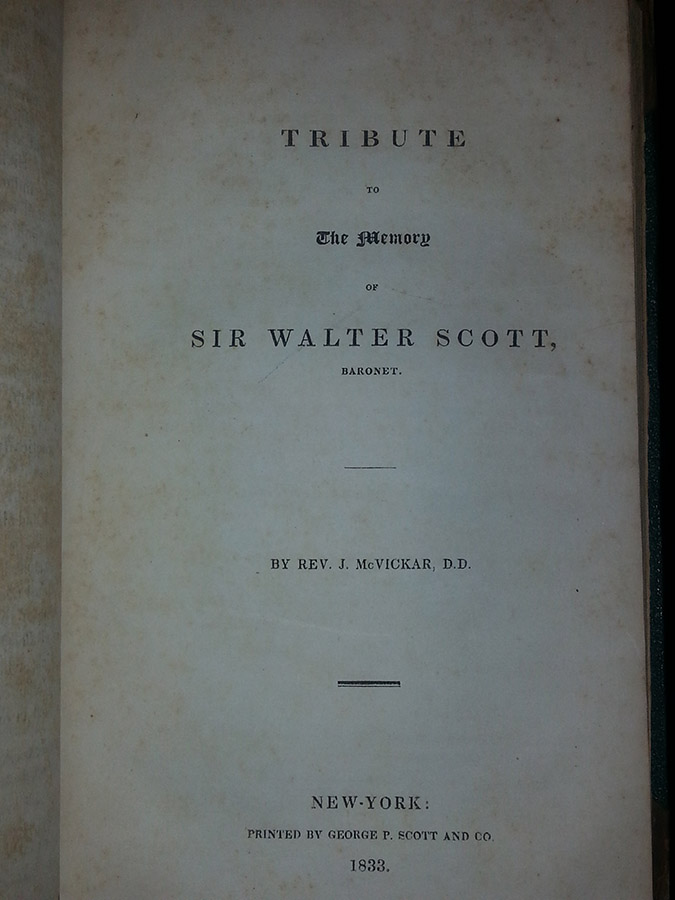 TRIBUTE
TO
The Memory
OF
SIR WALTER SCOTT,
BARONET.
BY REV. J. McVICKAR, D.D.
NEW-YORK:
PRINTED BY GEORGE P. SCOTT AND CO.
1833.